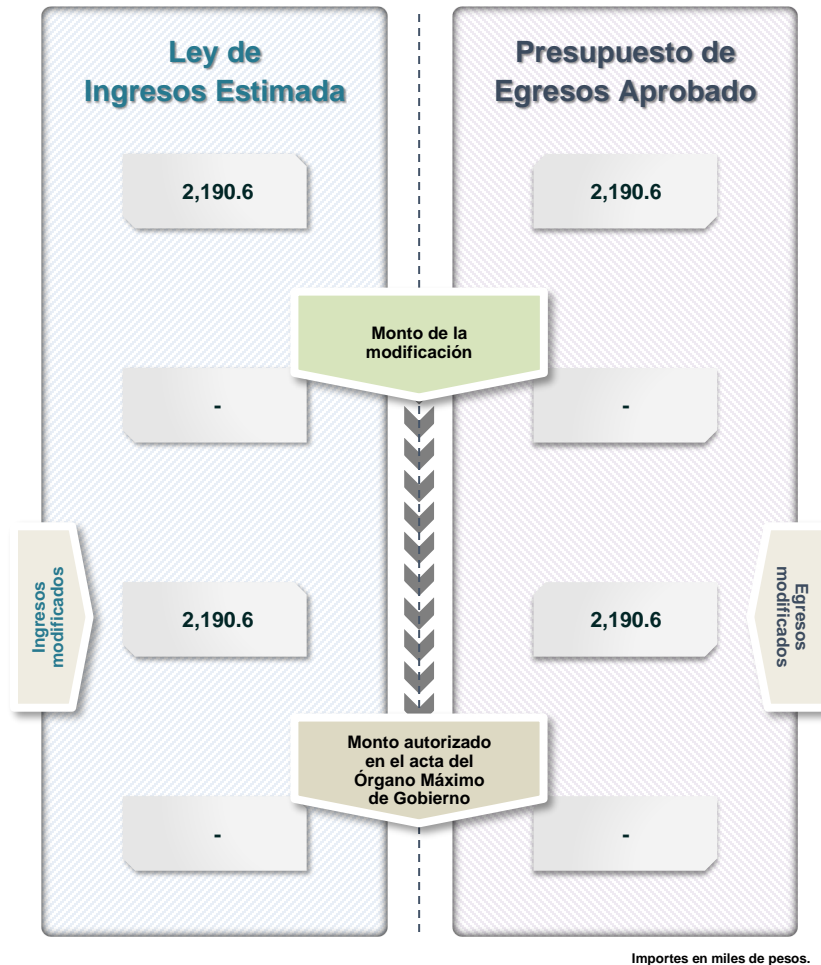 Ley de
Ingresos Estimada
Presupuesto de
Egresos Aprobado
2,190.6
2,190.6
Monto de la
modificación
-
-
Ingresos
modificados
2,190.6
2,190.6
Egresos
modificados
Monto autorizado
en el acta del
Órgano Máximo
de Gobierno
-
-
Importes en miles de pesos.